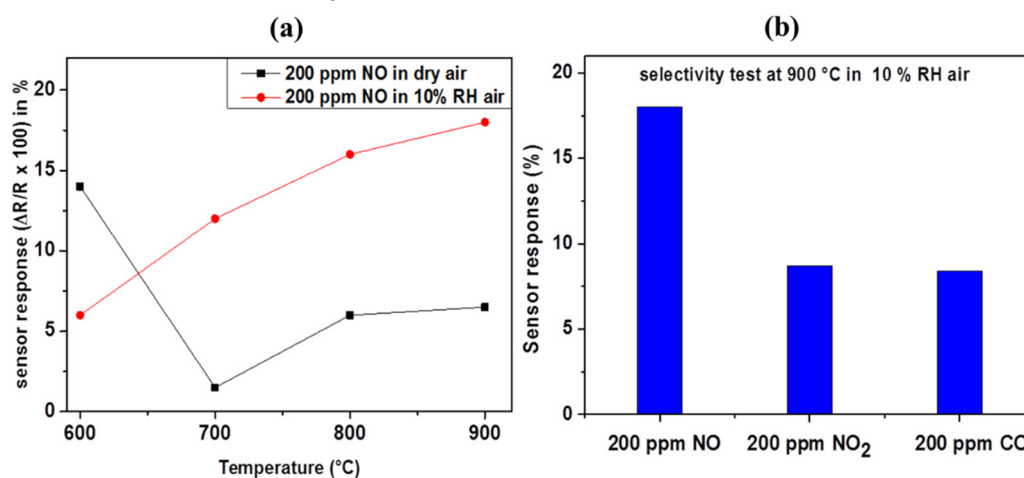 (a)
200 ppm NO in dry air
200 ppm NO in 10% RH air
sensor response (ΔR/R x 100) in %
20
15
10
5
0
600 700 800 900
Temperature (°C)
(b)
selectivity test at 900 °C in 10 % RH air
Sensor response (%)
20
15
10
5
0
200 ppm NO 200 ppm NO₂ 200 ppm CO